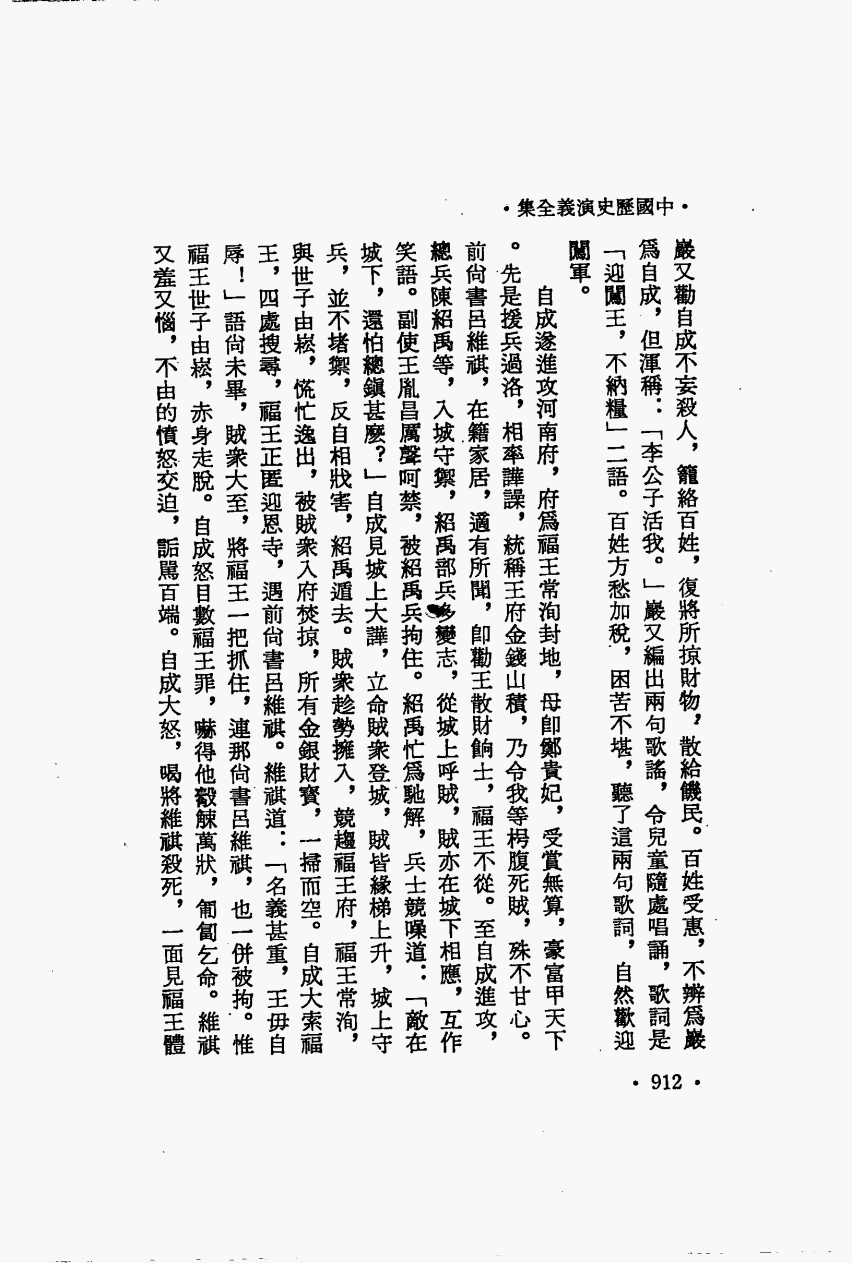 ・中國歷史演義全集・
巖又勸自成不妄殺人，籠絡百姓，復將所掠財物，散給饑民。百姓受惠，不辨爲巖
爲自成，但渾稱：「李公子活我。」巖又編出兩句歌謠，令兒童隨處唱誦，歌詞是
「迎闖王，不納糧」二語。百姓方愁加稅，困苦不堪，聽了這兩句歌詞，自然歡迎
闖軍。
自成遂進攻河南府，府爲福王常洵封地，母卽鄭貴妃，受賞無算，豪富甲天下
。先是援兵過洛，相率譁譟，統稱王府金錢山積，乃令我等枵腹死賊，殊不甘心。
前尙書呂維祺，在籍家居，適有所聞，卽勸王散財餉士，福王不從。至自成進攻，
總兵陳紹禹等，入城守禦，紹禹部兵多變志，從城上呼賊，賊亦在城下相應，互作
笑語。副使王胤昌厲聲呵禁，被紹禹兵拘住。紹禹忙爲馳解，兵士競噪道：「敵在
城下，還怕總鎭甚麼？」自成見城上大譁，立命賊衆登城，賊皆緣梯上升，城上守
兵，並不堵禦，反自相戕害，紹禹遁去。賊衆趁勢擁入，競趨福王府，福王常洵，
與世子由崧，慌忙逸出，被賊衆入府焚掠，所有金銀財寶，一掃而空。自成大索福
王，四處搜尋，福王正匿迎恩寺，遇前尙書呂維祺。維祺道：「名義甚重，王毋自
辱！」語尙未畢，賊衆大至，將福王一把抓住，連那尙書呂維祺，也一併被拘。惟
福王世子由崧，赤身走脫。自成怒目數福王罪，嚇得他觳觫萬狀，匍匐乞命。維祺
又羞又惱，不由的憤怒交迫，詬罵百端。自成大怒，喝將維祺殺死，一面見福王體
・912・